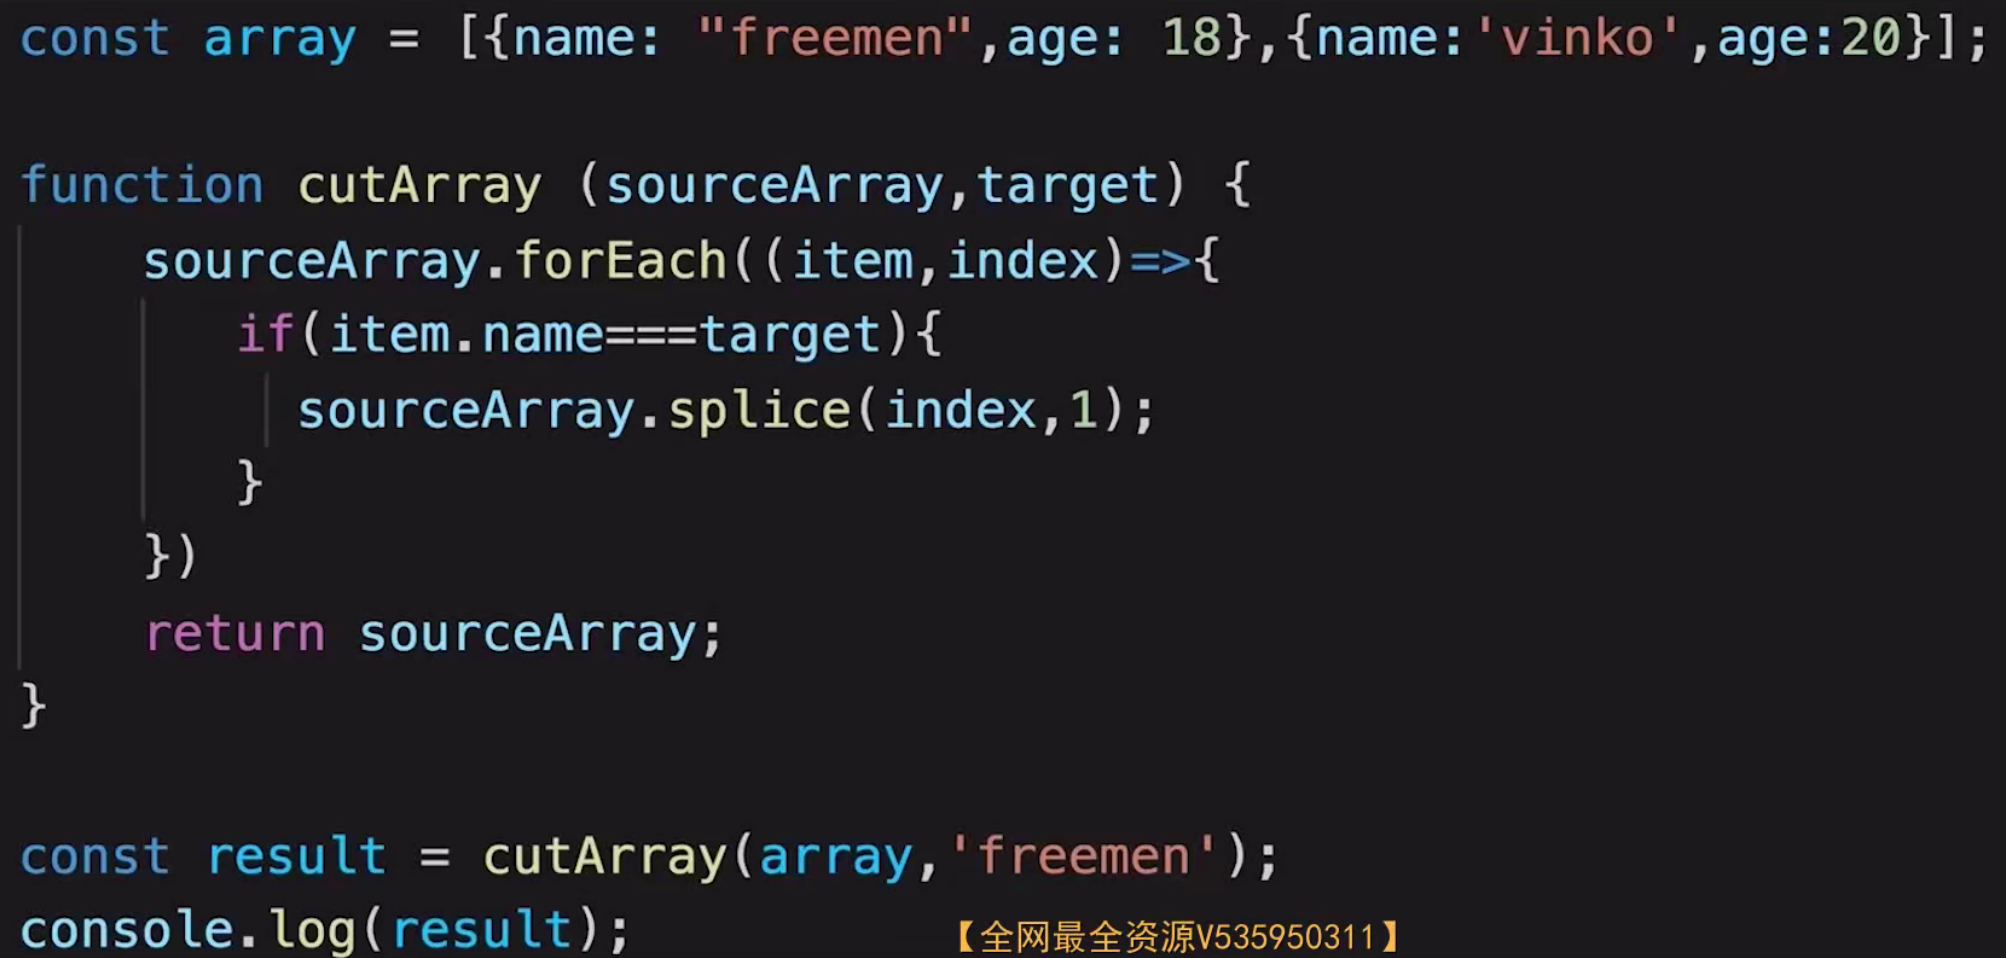 const array = [{name: "freemen",age: 18},{name:'vinko',age:20}];
function cutArray (sourceArray,target) {
sourceArray.forEach((item,index)=>{
if(item.name===target){
sourceArray.splice(index,1);
}
})
return sourceArray;
}
const result = cutArray(array,'freemen');
console.log(result);
【全网最全资源V535950311】